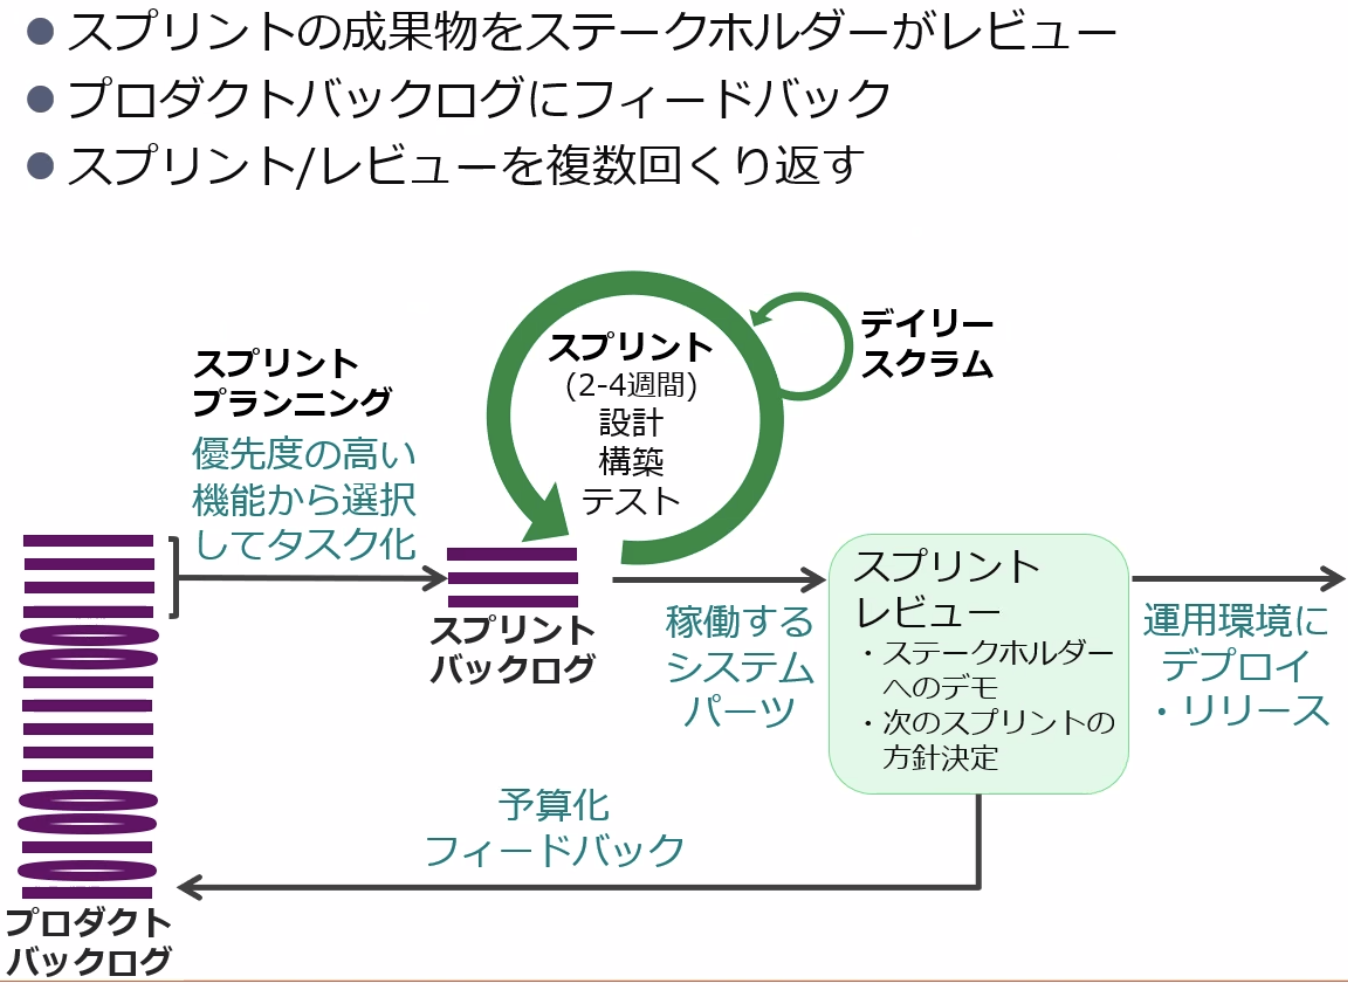 ● スプリントの成果物をステークホルダーがレビュー
● プロダクトバックログにフィードバック
● スプリント/レビューを複数回くり返す
スプリント
プランニング
優先度の高い
機能から選択
してタスク化
スプリント
(2-4週間)
設計
構築
テスト
デイリー
スクラム
スプリント
バックログ
稼働する
システム
パーツ
スプリント
レビュー
・ステークホルダー
へのデモ
・次のスプリントの
方針決定
運用環境に
デプロイ
・リリース
予算化
フィードバック
プロダクト
バックログ